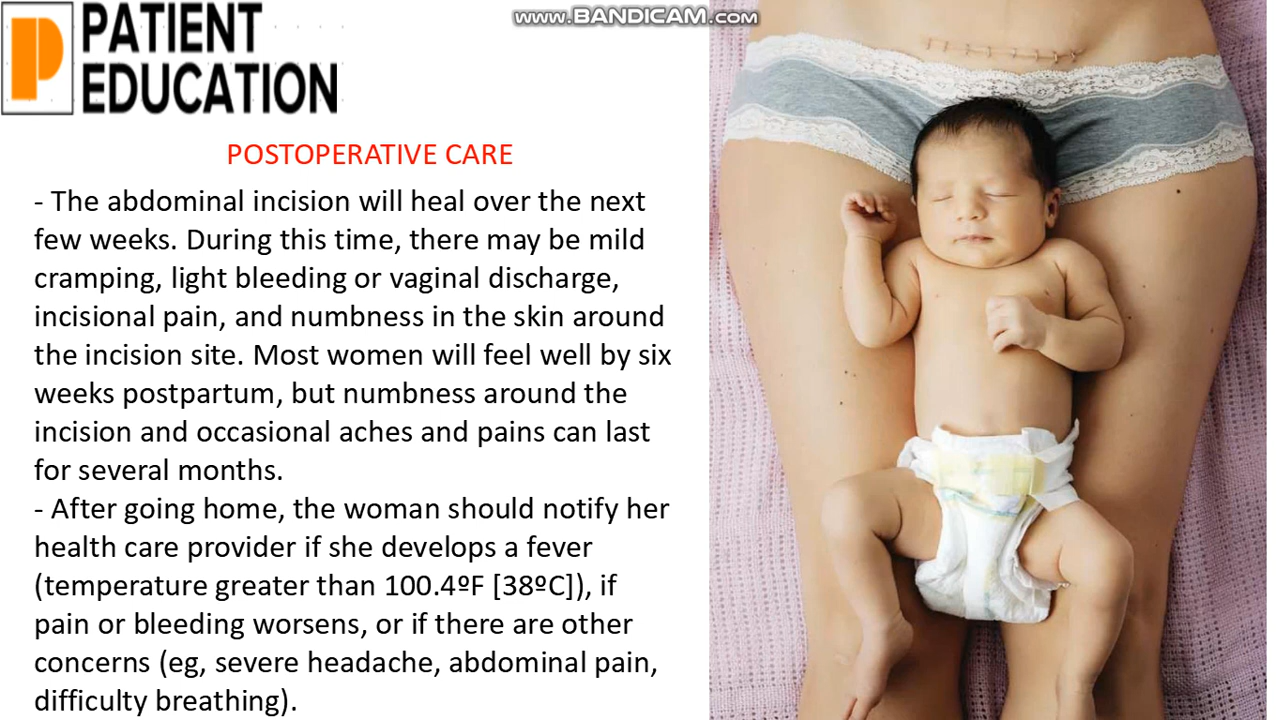 www.BANDICAM.com
P
PATIENT
EDUCATION
POSTOPERATIVE CARE
- The abdominal incision will heal over the next
few weeks. During this time, there may be mild
cramping, light bleeding or vaginal discharge,
incisional pain, and numbness in the skin around
the incision site. Most women will feel well by six
weeks postpartum, but numbness around the
incision and occasional aches and pains can last
for several months.
- After going home, the woman should notify her
health care provider if she develops a fever
(temperature greater than 100.4ºF [38ºC]), if
pain or bleeding worsens, or if there are other
concerns (eg, severe headache, abdominal pain,
difficulty breathing).